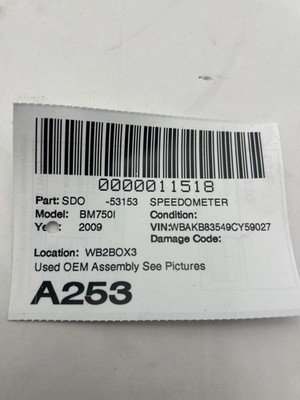 0000011518
Part: SDO -53153 SPEEDOMETER
Model: BM750I Condition:
Ye: 2009 VIN:WBAKB83549CY59027
Damage Code:
Location: WB2BOX3
Used OEM Assembly See Pictures
A253